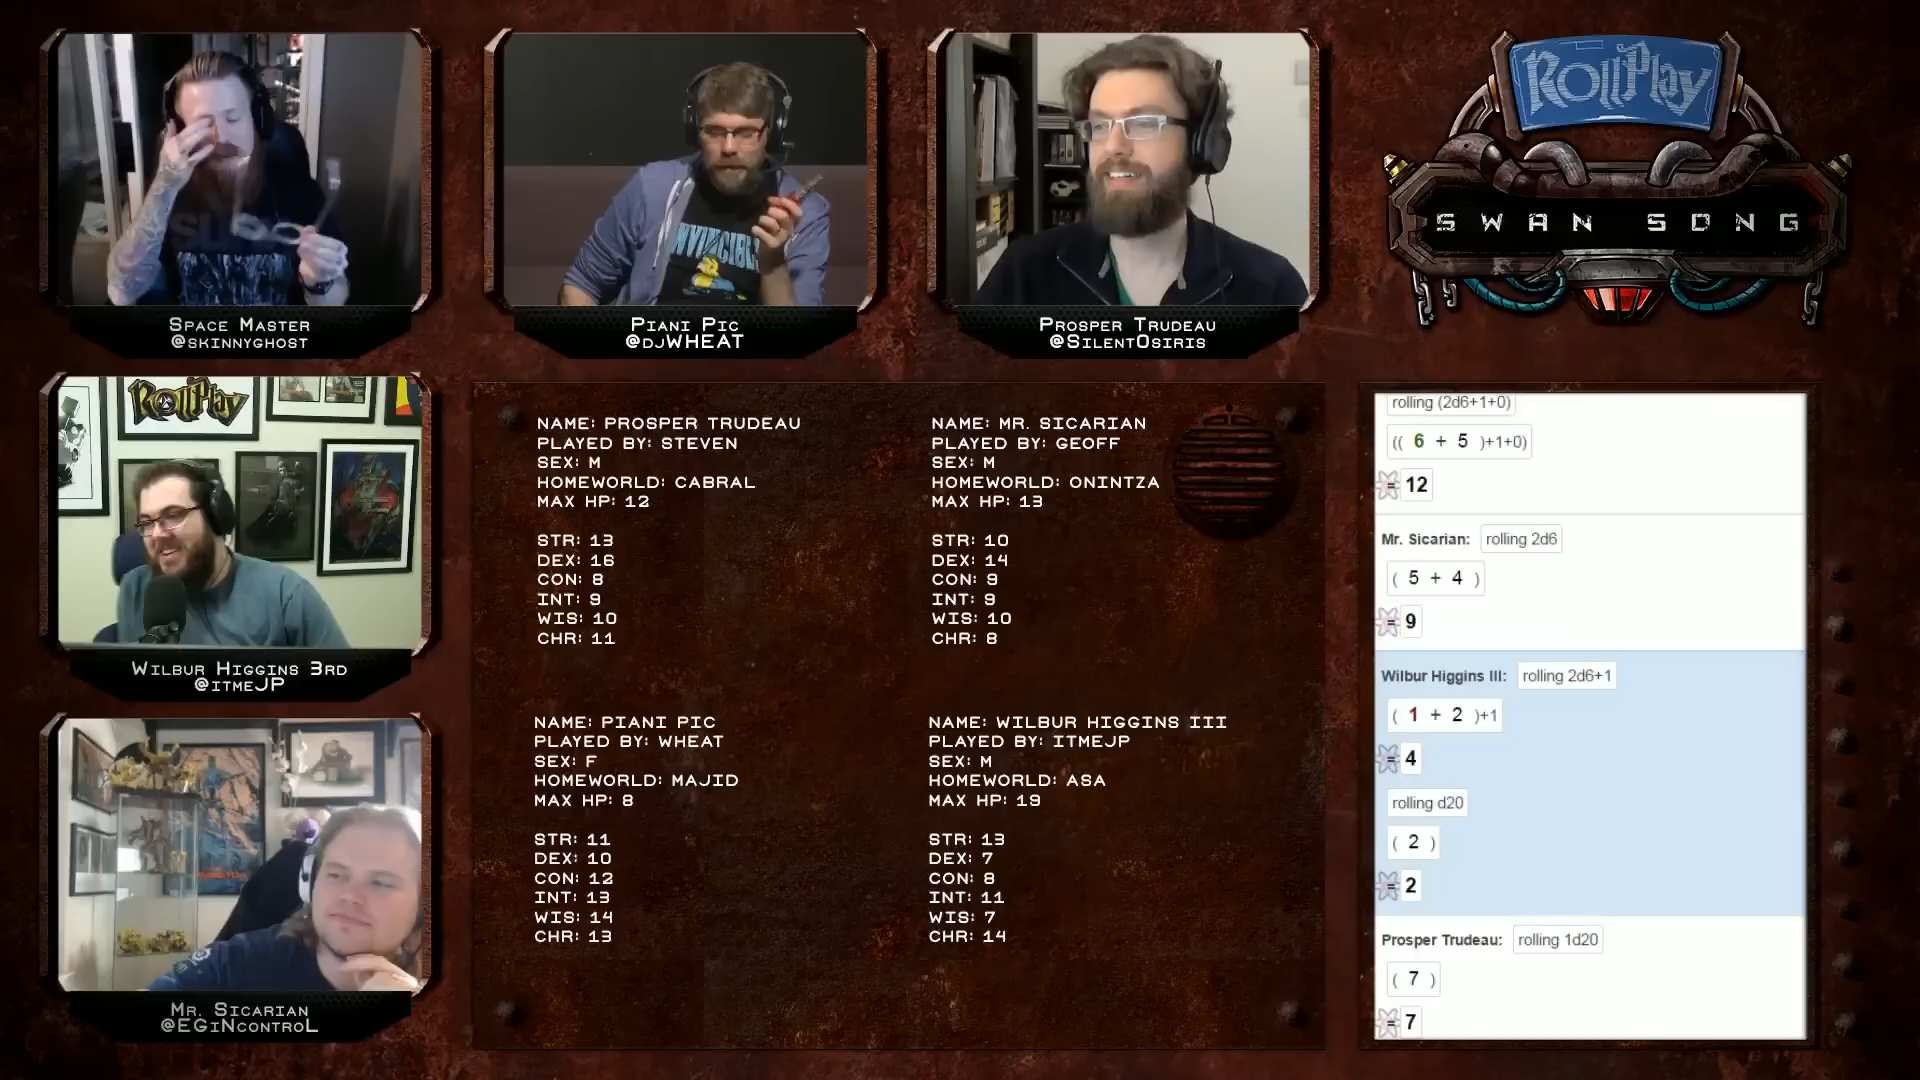 RollPlay
SWAN SONG
SPACE MASTER
@SKINNYGHOST
PIANI PIC
@DJWHEAT
PROSPER TRUDEAU
@SILENTOSIRIS
INVINCIBLE
RollPlay
WILBUR HIGGINS 3RD
@ITMEJP
MR. SICARIAN
@EGINCONTROL
NAME: PROSPER TRUDEAU
PLAYED BY: STEVEN
SEX: M
HOMEWORLD: CABRAL
MAX HP: 12
STR: 13
DEX: 16
CON: 8
INT: 9
WIS: 10
CHR: 11
NAME: MR. SICARIAN
PLAYED BY: GEOFF
SEX: M
HOMEWORLD: ONINTZA
MAX HP: 13
STR: 10
DEX: 14
CON: 9
INT: 9
WIS: 10
CHR: 8
NAME: PIANI PIC
PLAYED BY: WHEAT
SEX: F
HOMEWORLD: MAJID
MAX HP: 8
STR: 11
DEX: 10
CON: 12
INT: 13
WIS: 14
CHR: 13
NAME: WILBUR HIGGINS III
PLAYED BY: ITMEJP
SEX: M
HOMEWORLD: ASA
MAX HP: 19
STR: 13
DEX: 7
CON: 8
INT: 11
WIS: 7
CHR: 14
rolling (2d6+1+0)
(( 6 + 5 )+1+0)
= 12
Mr. Sicarian: rolling 2d6
( 5 + 4 )
= 9
Wilbur Higgins III: rolling 2d6+1
( 1 + 2 )+1
= 4
rolling d20
( 2 )
= 2
Prosper Trudeau: rolling 1d20
( 7 )
= 7